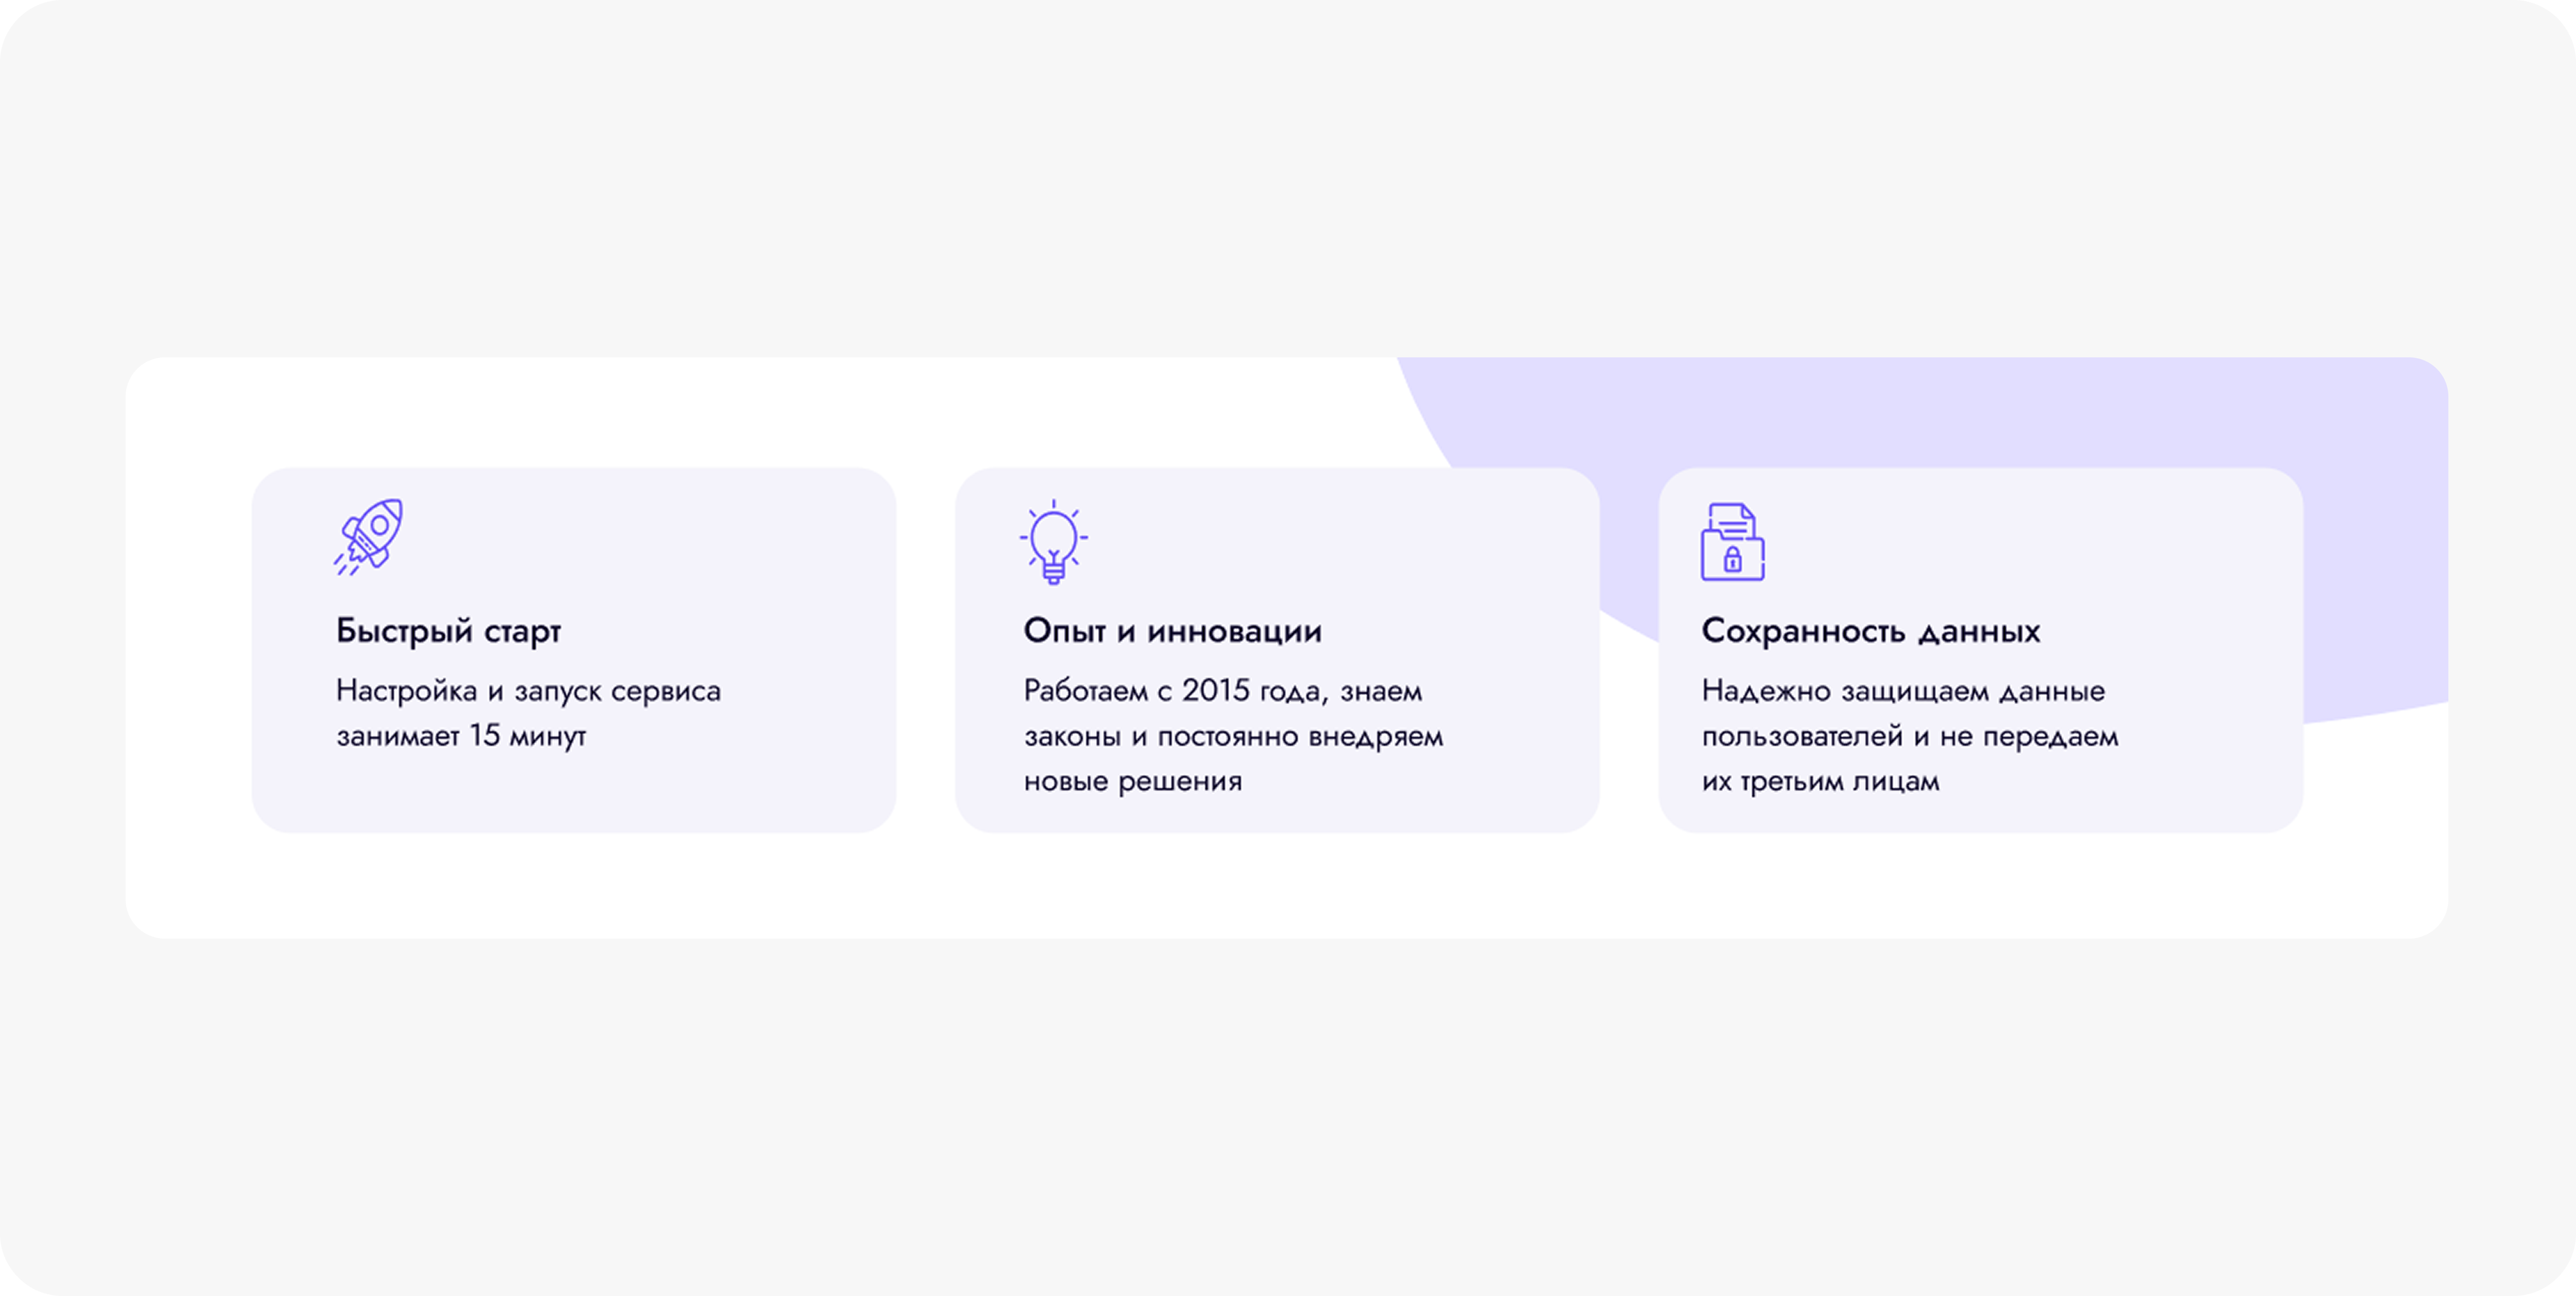 Быстрый старт
Настройка и запуск сервиса
занимает 15 минут
Опыт и инновации
Работаем с 2015 года, знаем
законы и постоянно внедряем
новые решения
Сохранность данных
Надежно защищаем данные
пользователей и не передаем
их третьим лицам